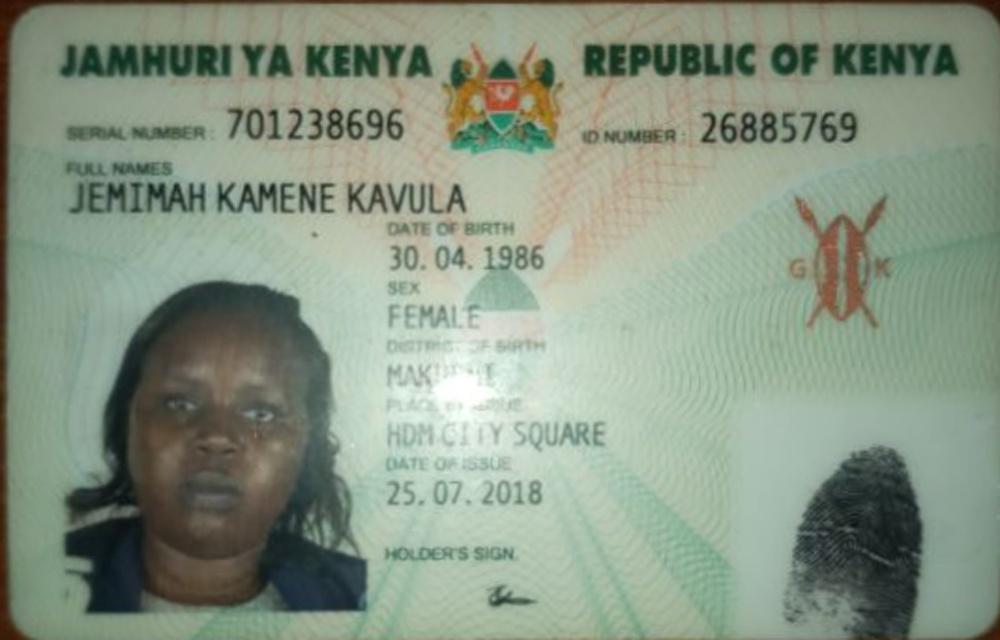 JAMHURI YA KENYA REPUBLIC OF KENYA
SERIAL NUMBER : 701238696 ID NUMBER : 26885769
FULL NAMES
JEMIMAH KAMENE KAVULA
DATE OF BIRTH
30. 04. 1986
G K
SEX
FEMALE
DISTRICT OF BIRTH
PLACE OF ISSUE
HDM CITY SQUARE
DATE OF ISSUE
25. 07. 2018
HOLDER'S SIGN.